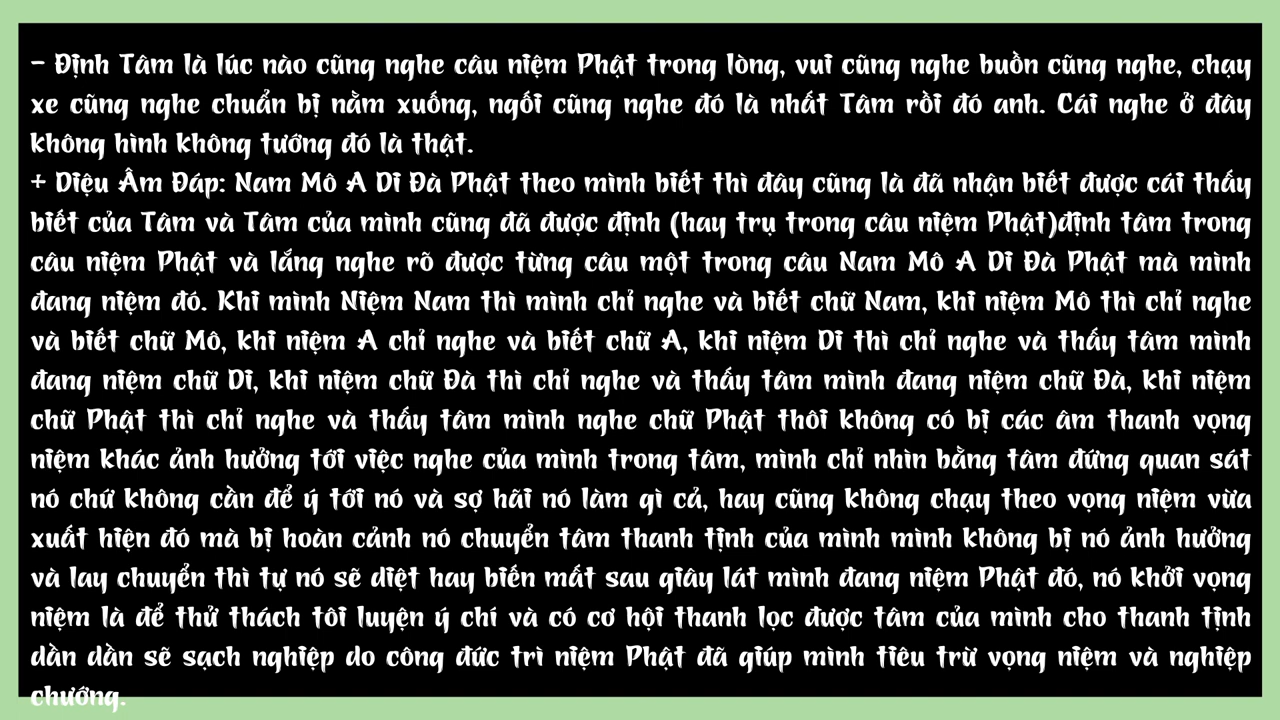 – Định Tâm là lúc nào cũng nghe câu niệm Phật trong lòng, vui cũng nghe buồn cũng nghe, chạy
xe cũng nghe chuẩn bị nằm xuống, ngối cũng nghe đó là nhất Tâm rồi đó anh. Cái nghe ở đây
không hình không tướng đó là thật.
+ Diệu Âm Đáp: Nam Mô A Di Đà Phật theo mình biết thì đây cũng là đã nhận biết được cái thấy
biết của Tâm và Tâm của mình cũng đã được định (hay trụ trong câu niệm Phật)định tâm trong
câu niệm Phật và lắng nghe rõ được từng câu một trong câu Nam Mô A Di Đà Phật mà mình
đang niệm đó. Khi mình Niệm Nam thì mình chỉ nghe và biết chữ Nam, khi niệm Mô thì chỉ nghe
và biết chữ Mô, khi niệm A chỉ nghe và biết chữ A, khi niệm Di thì chỉ nghe và thấy tâm mình
đang niệm chữ Di, khi niệm chữ Đà thì chỉ nghe và thấy tâm mình đang niệm chữ Đà, khi niệm
chữ Phật thì chỉ nghe và thấy tâm mình nghe chữ Phật thôi không có bị các âm thanh vọng
niệm khác ảnh hưởng tới việc nghe của mình trong tâm, mình chỉ nhìn bằng tâm đứng quan sát
nó chứ không cần để ý tới nó và sợ hãi nó làm gì cả, hay cũng không chạy theo vọng niệm vừa
xuất hiện đó mà bị hoàn cảnh nó chuyển tâm thanh tịnh của mình mình không bị nó ảnh hưởng
và lay chuyển thì tự nó sẽ diệt hay biến mất sau giây lát mình đang niệm Phật đó, nó khởi vọng
niệm là để thử thách tôi luyện ý chí và có cơ hội thanh lọc được tâm của mình cho thanh tịnh
dần dần sẽ sạch nghiệp do công đức trì niệm Phật đã giúp mình tiêu trừ vọng niệm và nghiệp
chướng.